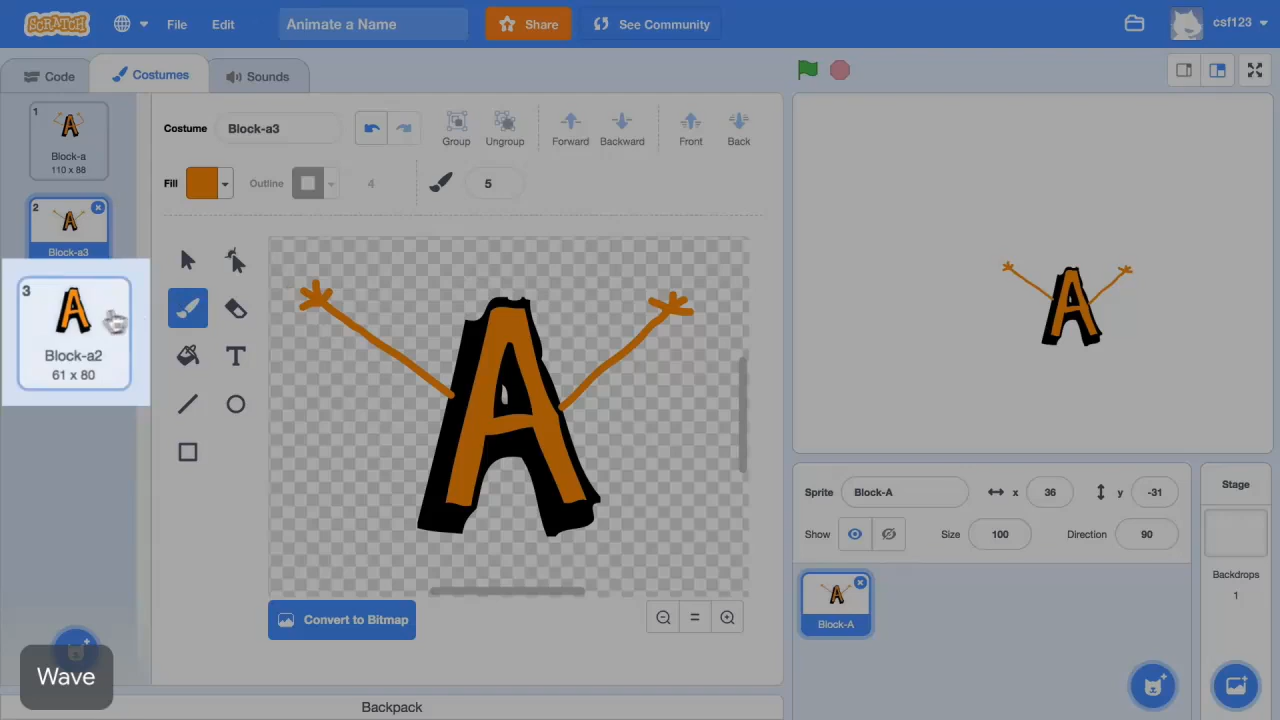 SCRATCH File Edit Animate a Name Share See Community csf123
Code Costumes Sounds
1
Block-a
110 x 88
2
Block-a3
3
A
Block-a2
61 x 80
Costume Block-a3 Group Ungroup Forward Backward Front Back
Fill Outline 4 5
T
A
Convert to Bitmap
A
Sprite Block-A x 36 y -31
Show Size 100 Direction 90
Block-A
Stage
Backdrops
1
Wave
Backpack